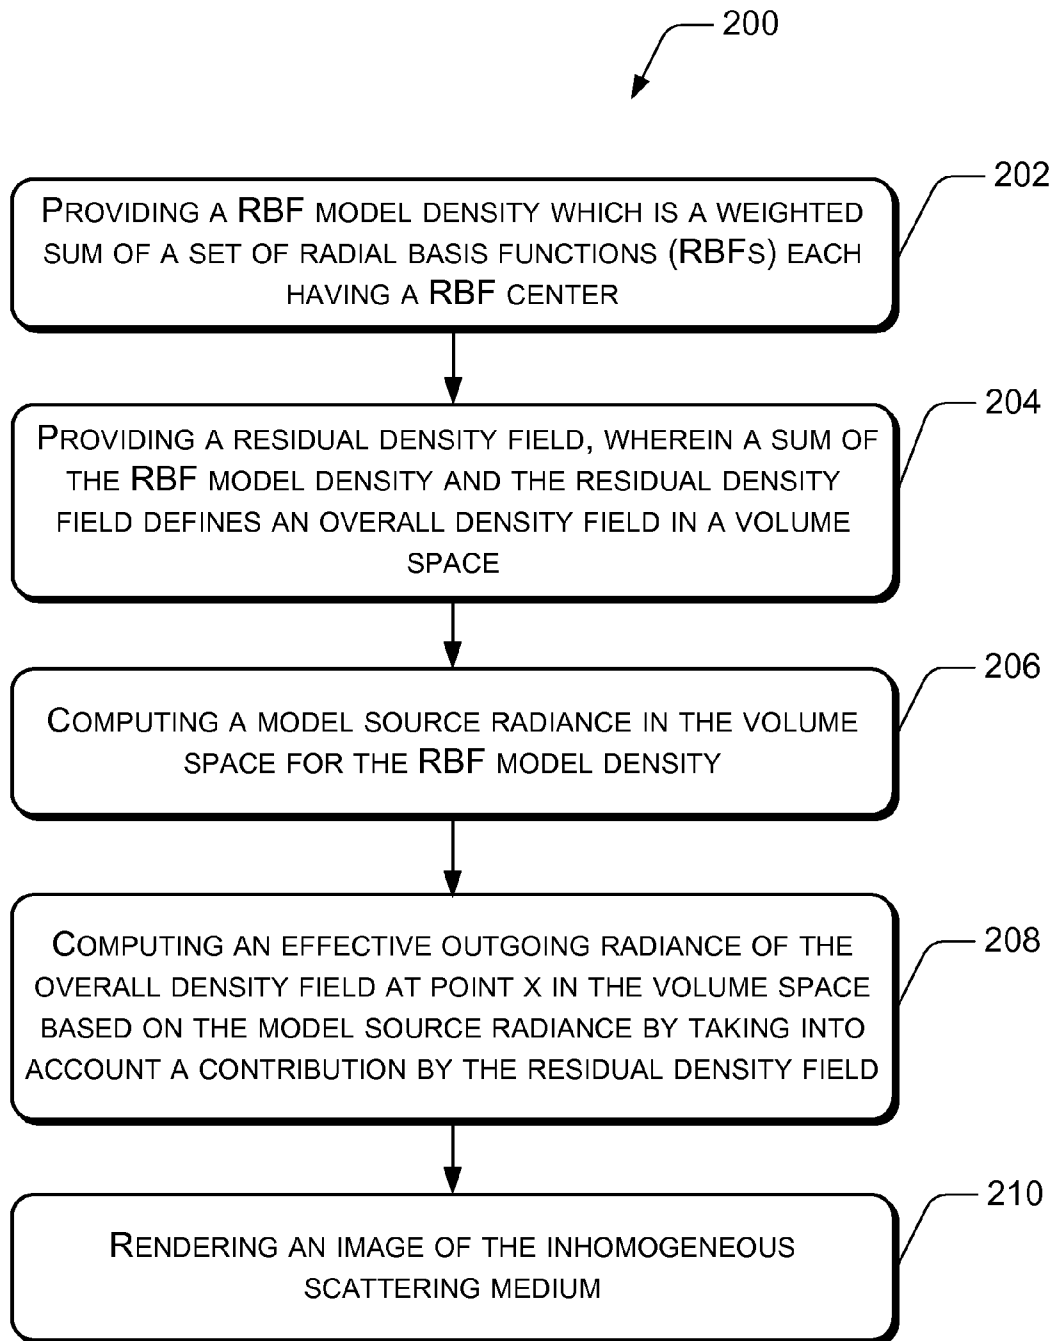 200
202
PROVIDING A RBF MODEL DENSITY WHICH IS A WEIGHTED
SUM OF A SET OF RADIAL BASIS FUNCTIONS (RBFS) EACH
HAVING A RBF CENTER
204
PROVIDING A RESIDUAL DENSITY FIELD, WHEREIN A SUM OF
THE RBF MODEL DENSITY AND THE RESIDUAL DENSITY
FIELD DEFINES AN OVERALL DENSITY FIELD IN A VOLUME
SPACE
206
COMPUTING A MODEL SOURCE RADIANCE IN THE VOLUME
SPACE FOR THE RBF MODEL DENSITY
208
COMPUTING AN EFFECTIVE OUTGOING RADIANCE OF THE
OVERALL DENSITY FIELD AT POINT X IN THE VOLUME SPACE
BASED ON THE MODEL SOURCE RADIANCE BY TAKING INTO
ACCOUNT A CONTRIBUTION BY THE RESIDUAL DENSITY FIELD
210
RENDERING AN IMAGE OF THE INHOMOGENEOUS
SCATTERING MEDIUM